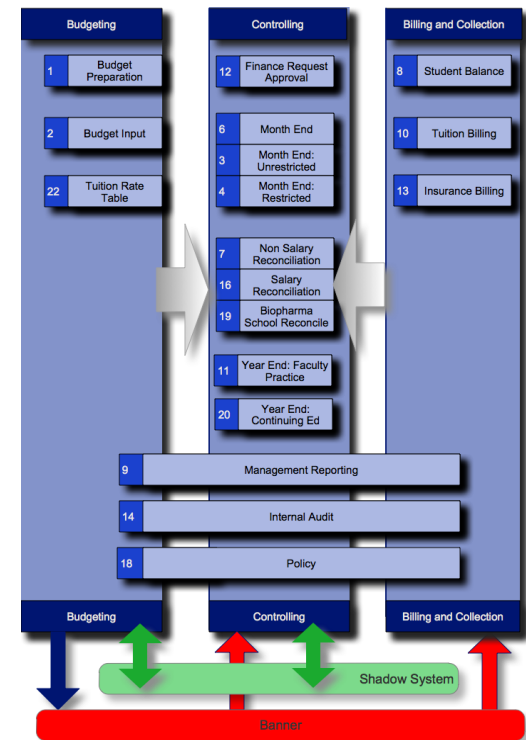 Budgeting
1
Budget
Preparation
2
Budget Input
22
Tuition Rate
Table
Controlling
12
Finance Request
Approval
6
Month End
3
Month End:
Unrestricted
4
Month End:
Restricted
7
Non Salary
Reconciliation
16
Salary
Reconciliation
19
Biopharma
School Reconcile
11
Year End: Faculty
Practice
20
Year End:
Continuing Ed
Billing and Collection
8
Student Balance
10
Tuition Billing
13
Insurance Billing
9
Management Reporting
14
Internal Audit
18
Policy
Budgeting
Controlling
Billing and Collection
Shadow System
Banner